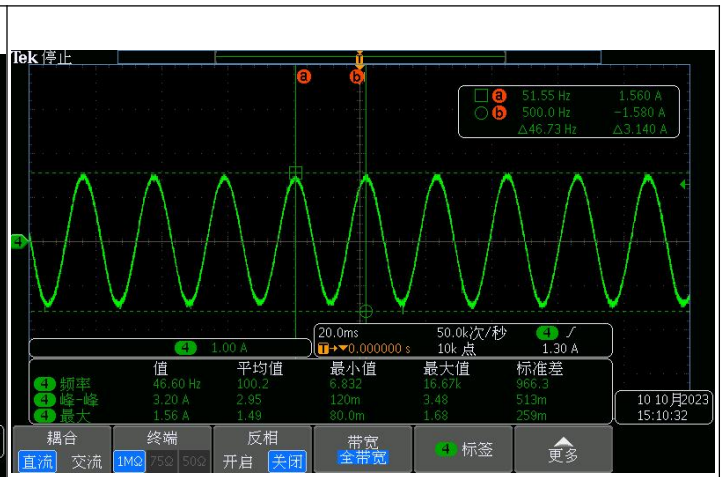 Tek 停止
T
a b
a 51.55 Hz 1.560 A
b 500.0 Hz −1.580 A
△46.73 Hz △3.140 A
4
4 1.00 A
20.0ms 50.0k次/秒 4
T→▼0.000000 s 10k 点 1.30 A
值 平均值 最小值 最大值 标准差
4 频率 46.60 Hz 100.2 6.832 16.67k 966.3
4 峰-峰 3.20 A 2.95 120m 3.48 513m
4 最大 1.56 A 1.49 80.0m 1.68 259m
10 10月2023
15:10:32
耦合 终端 反相 带宽 4 标签 更多
直流 交流 1MΩ 75Ω 50Ω 开启 关闭 全带宽